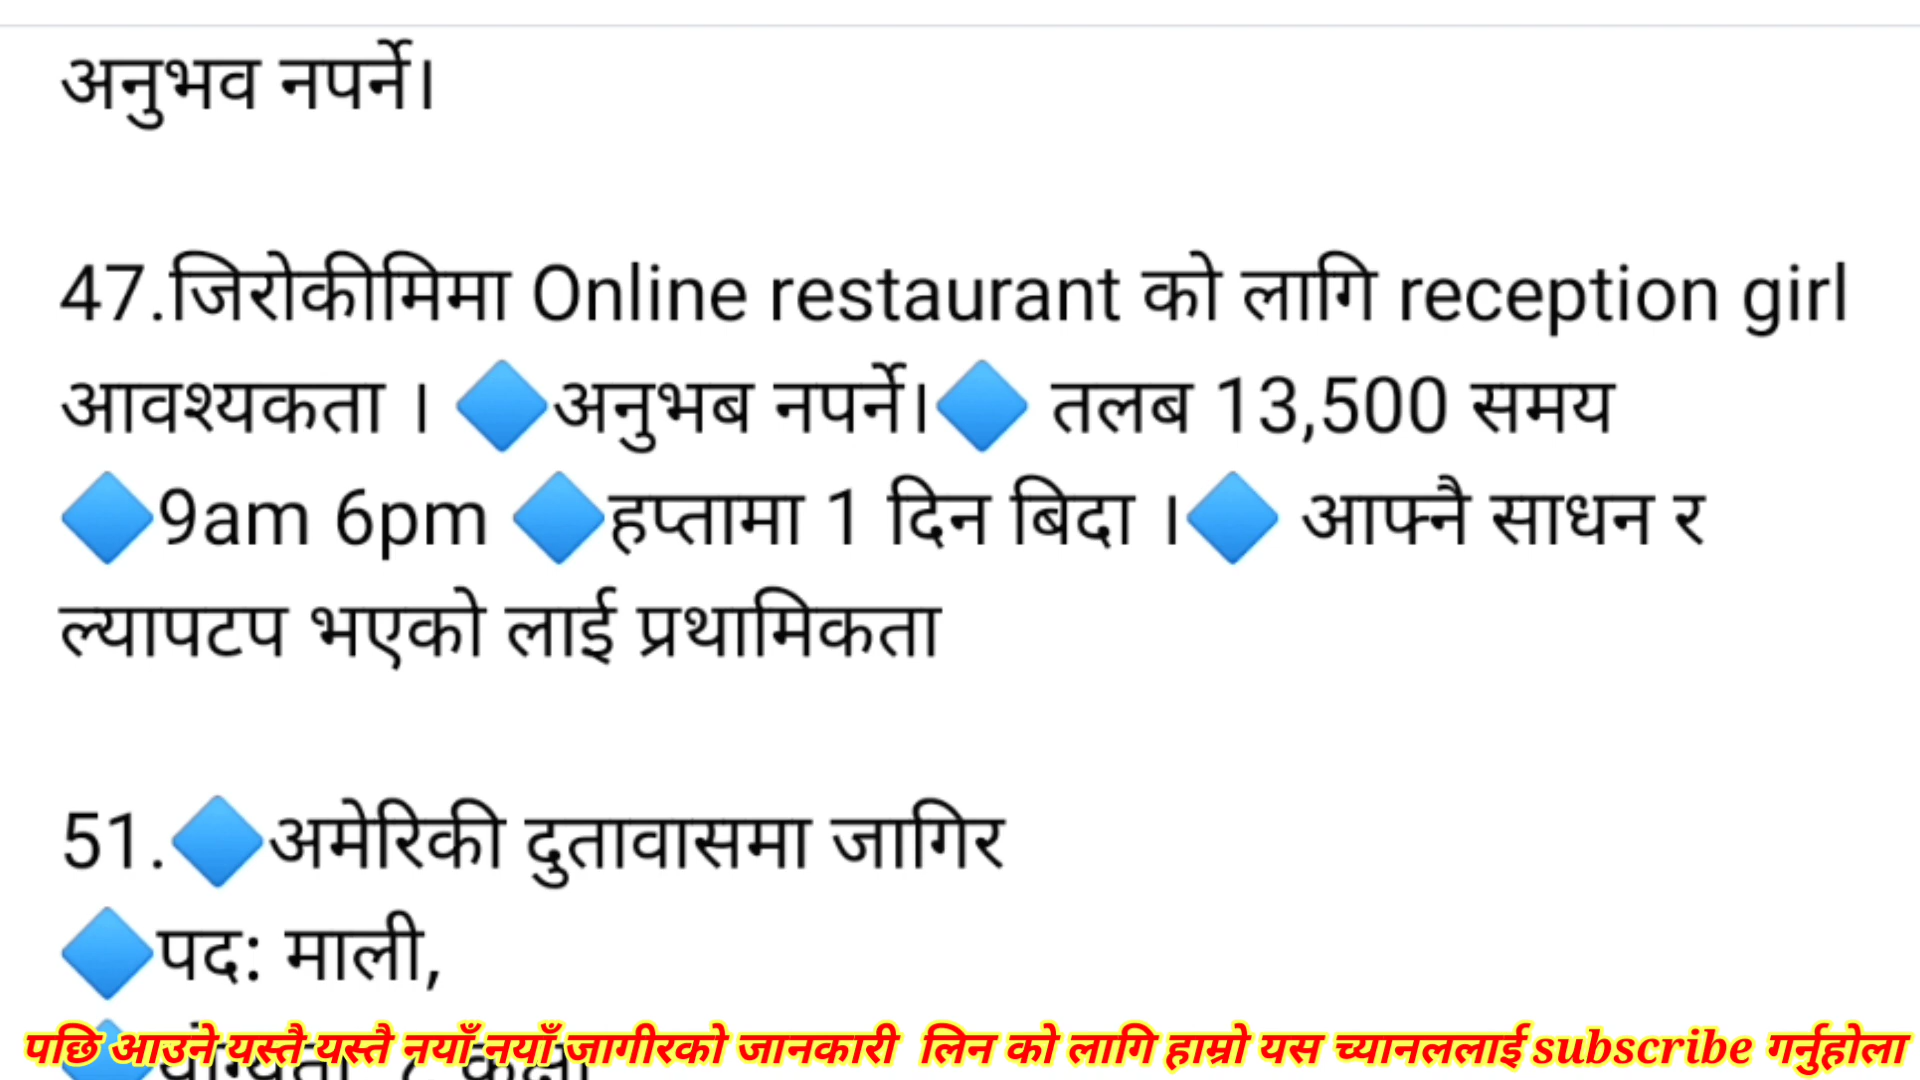 अनुभव नपर्ने।
47.जिरोकीमिमा Online restaurant को लागि reception girl
आवश्यकता । 🔷अनुभब नपर्ने।🔷 तलब 13,500 समय
🔷9am 6pm 🔷हप्तामा 1 दिन बिदा ।🔷 आफ्नै साधन र
ल्यापटप भएको लाई प्रथामिकता
51.🔷अमेरिकी दुतावासमा जागिर
🔷पद: माली,
पछि आउने यस्तै यस्तै नयाँ नयाँ जागीरको जानकारी लिन को लागि हाम्रो यस च्यानललाई subscribe गर्नुहोला